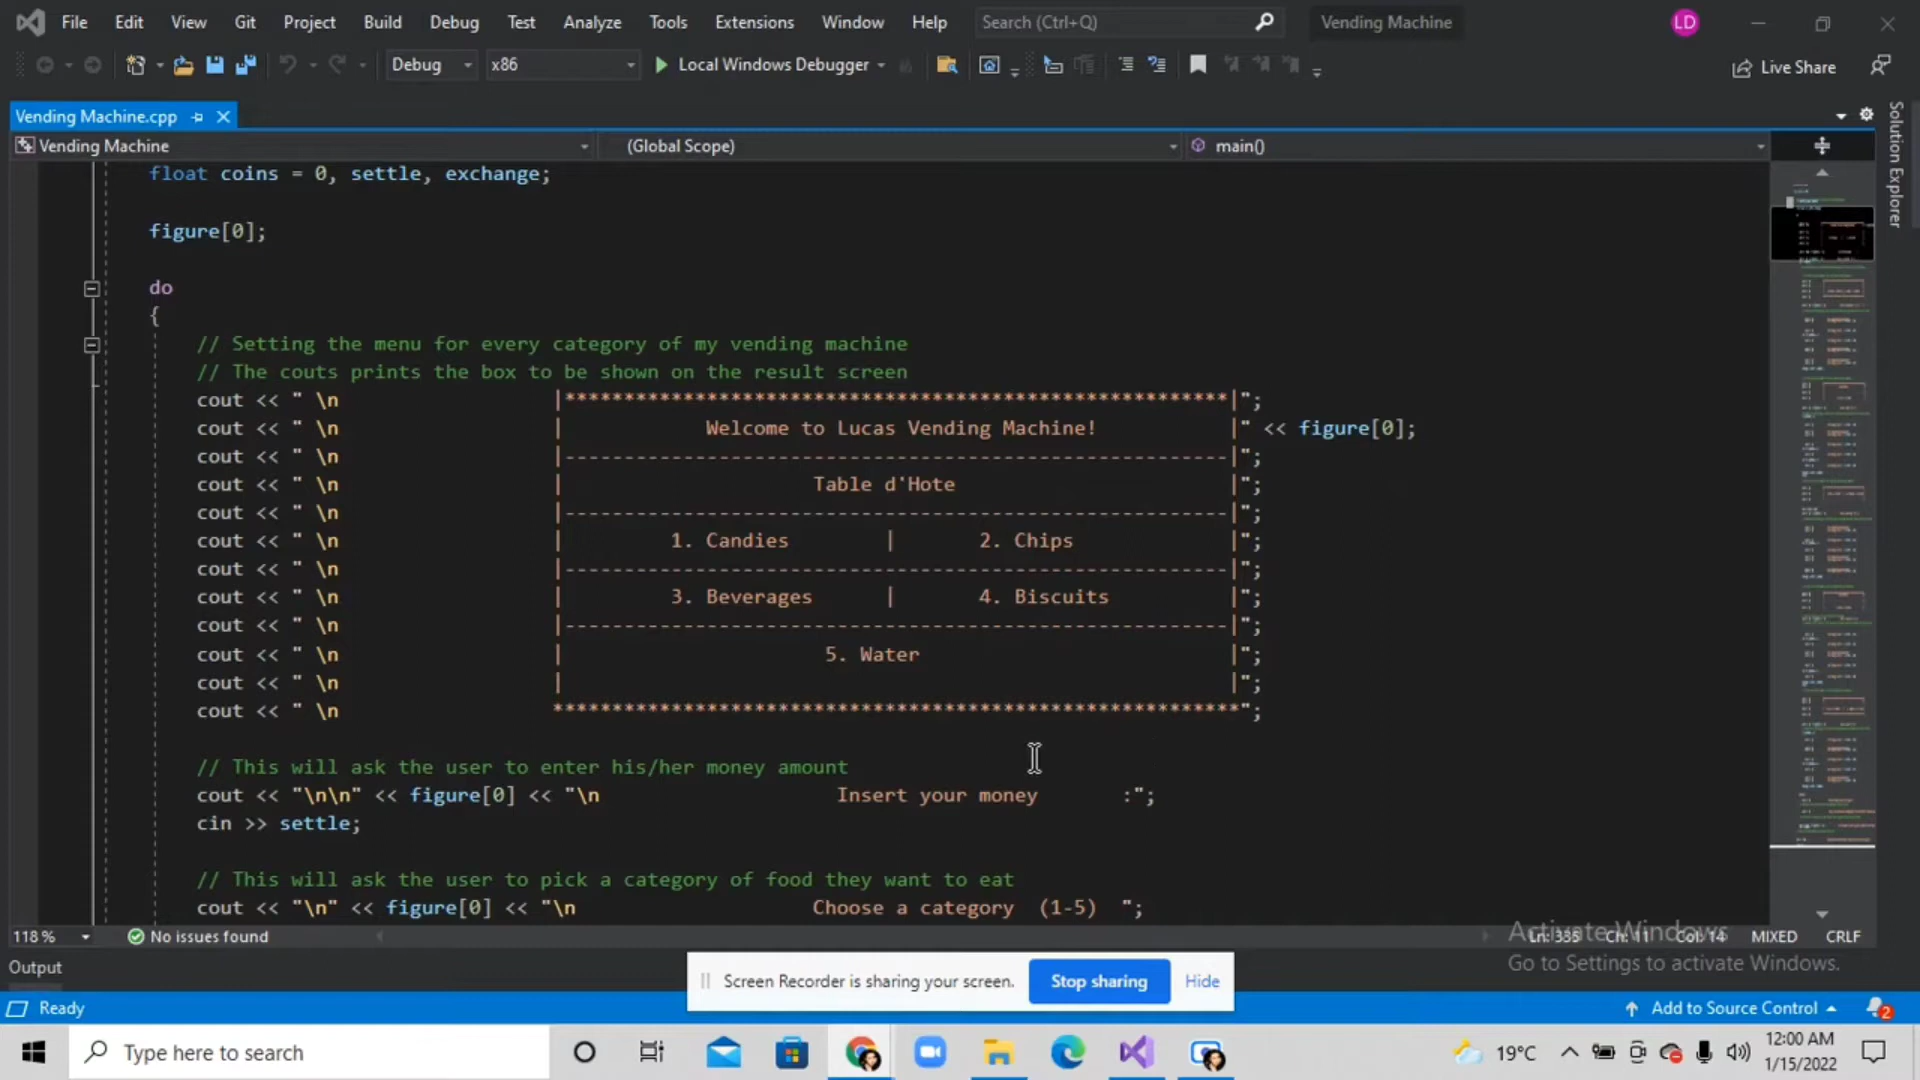 File Edit View Git Project Build Debug Test Analyze Tools Extensions Window Help Search (Ctrl+Q) Vending Machine LD
Debug x86 Local Windows Debugger Live Share
Vending Machine.cpp
Vending Machine (Global Scope) main()
Solution Explorer
float coins = 0, settle, exchange;
figure[0];
do
{
// Setting the menu for every category of my vending machine
// The couts prints the box to be shown on the result screen
cout << " \n |********************************************************|";
cout << " \n | Welcome to Lucas Vending Machine! |" << figure[0];
cout << " \n |--------------------------------------------------------|";
cout << " \n | Table d'Hote |";
cout << " \n |--------------------------------------------------------|";
cout << " \n | 1. Candies | 2. Chips |";
cout << " \n |--------------------------------------------------------|";
cout << " \n | 3. Beverages | 4. Biscuits |";
cout << " \n |--------------------------------------------------------|";
cout << " \n | 5. Water |";
cout << " \n | |";
cout << " \n **********************************************************";
// This will ask the user to enter his/her money amount
cout << "\n\n" << figure[0] << "\n Insert your money :";
cin >> settle;
// This will ask the user to pick a category of food they want to eat
cout << "\n" << figure[0] << "\n Choose a category (1-5) ";
118 % No issues found Ln: 335 Ch: 11 Col: 14 MIXED CRLF
Activate Windows
Go to Settings to activate Windows.
Output
Screen Recorder is sharing your screen. Stop sharing Hide
Ready Add to Source Control 2
Type here to search 19°C 12:00 AM
1/15/2022